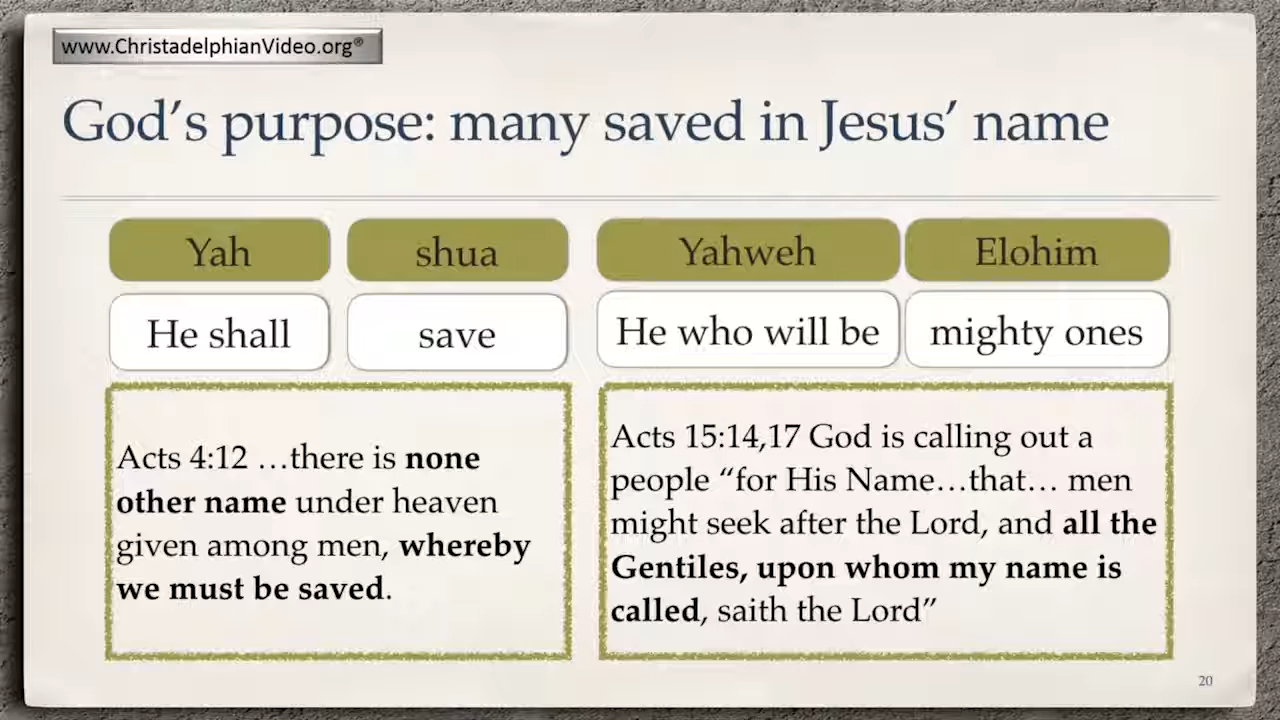 www.ChristadelphianVideo.org®
God's purpose: many saved in Jesus' name
Yah
shua
He shall
save
Acts 4:12 …there is none
other name under heaven
given among men, whereby
we must be saved.
Yahweh
Elohim
He who will be
mighty ones
Acts 15:14,17 God is calling out a
people “for His Name…that… men
might seek after the Lord, and all the
Gentiles, upon whom my name is
called, saith the Lord”
20